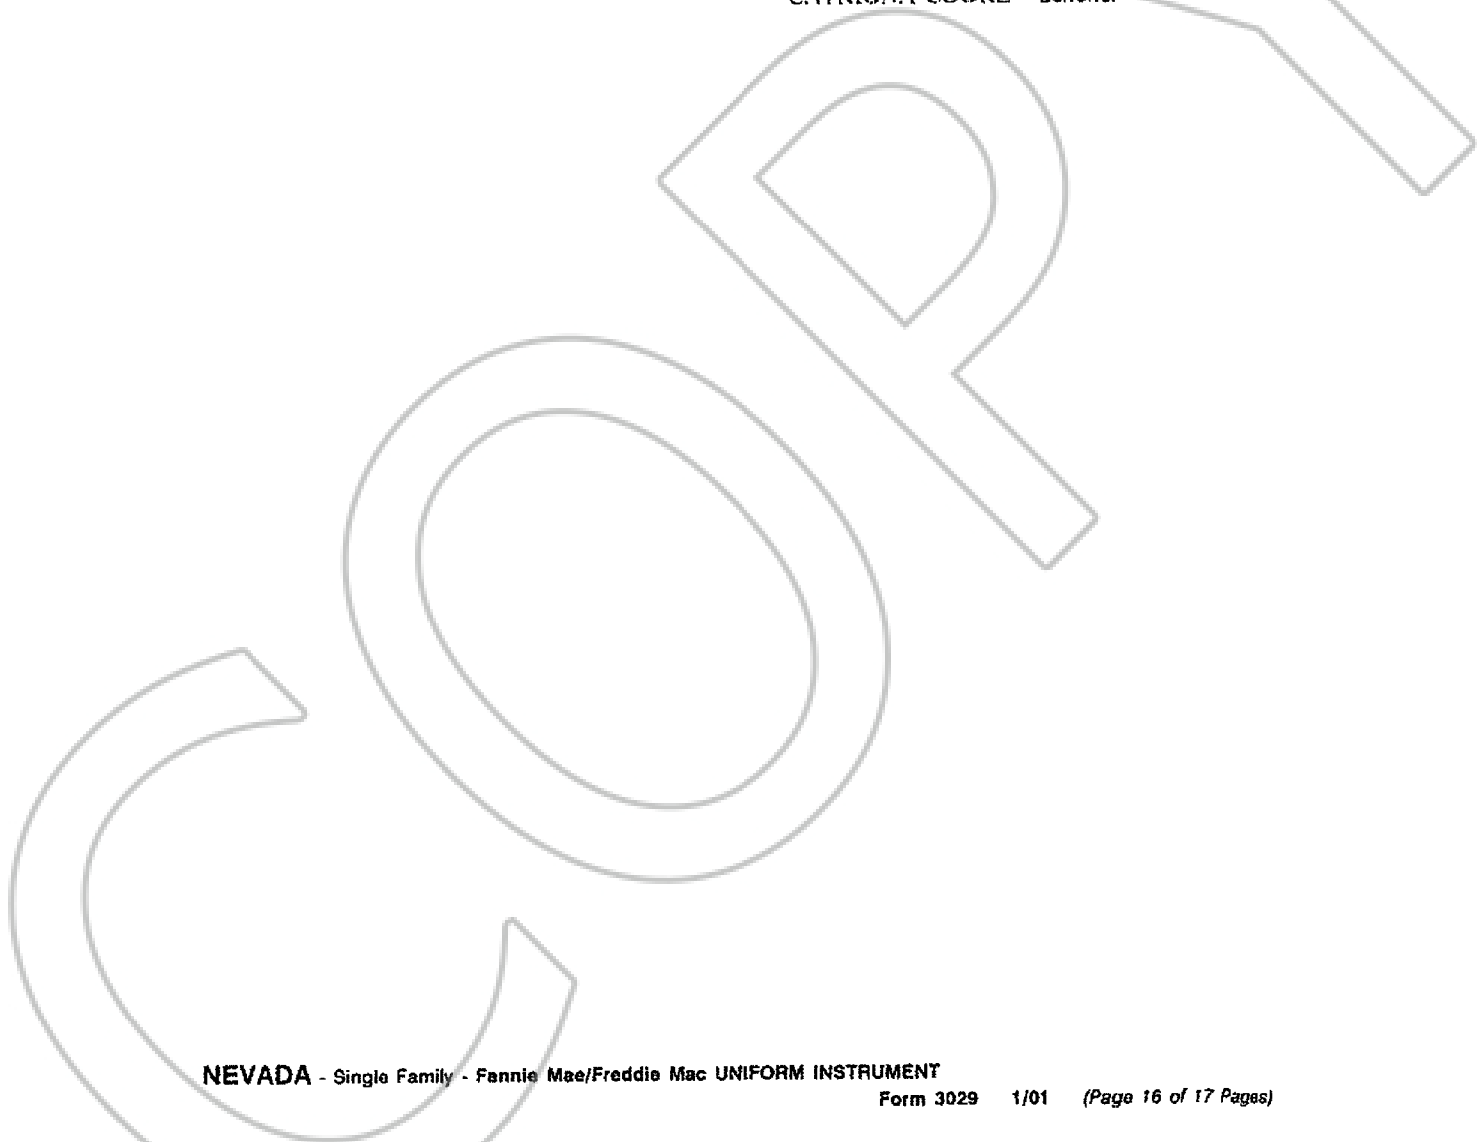 COPY
NEVADA - Single Family - Fannie Mae/Freddie Mac UNIFORM INSTRUMENT
Form 3029 1/01 (Page 16 of 17 Pages)